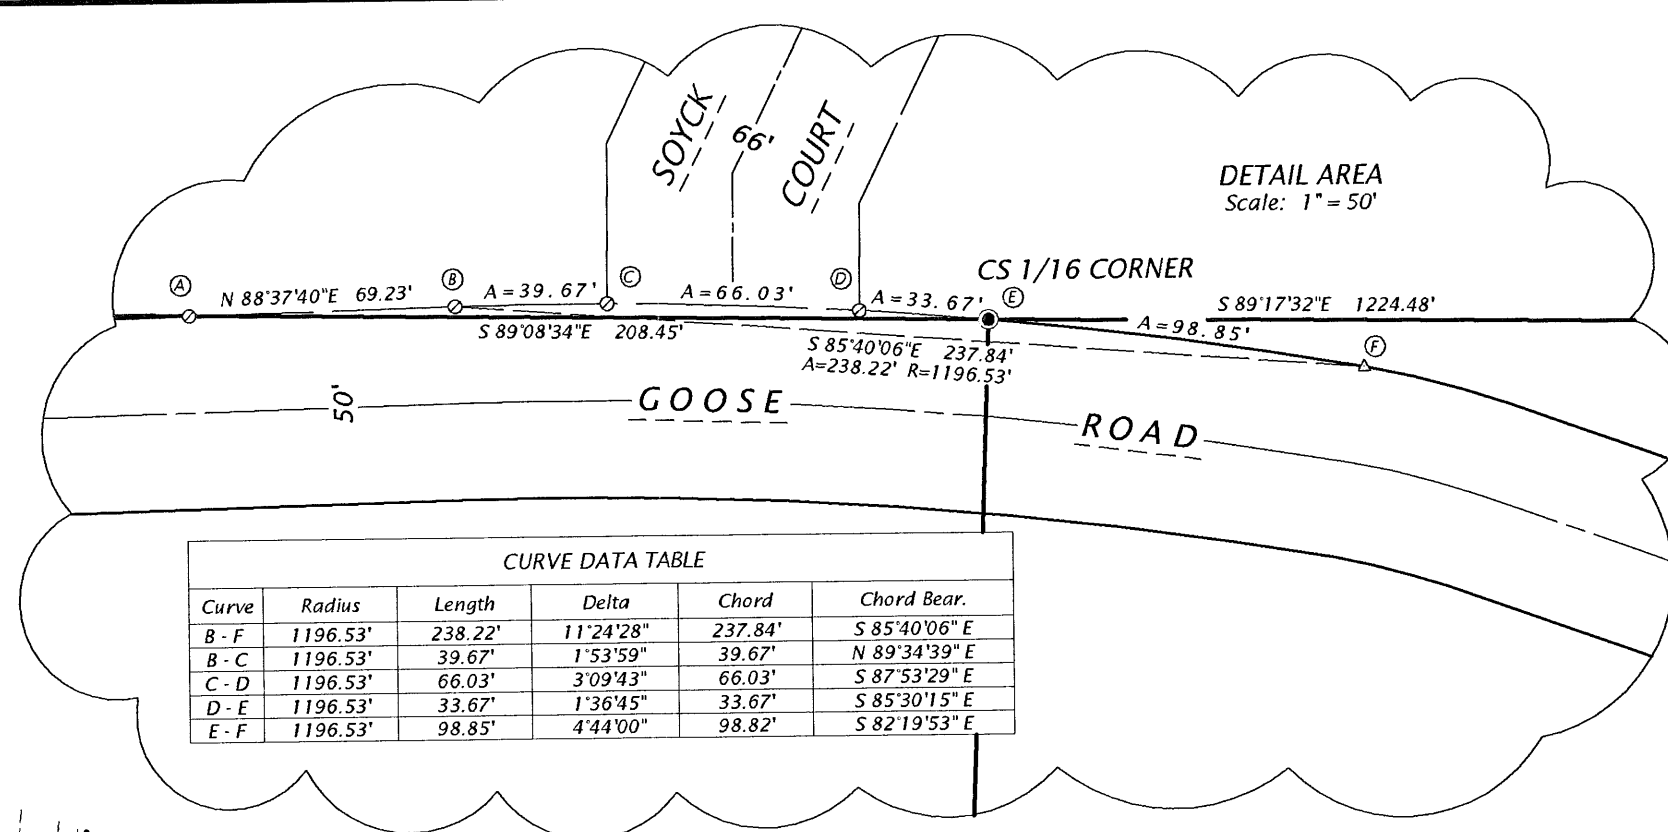 SOYCK
66'
COURT
DETAIL AREA
Scale: 1" = 50'
CS 1/16 CORNER
A
N 88°37'40"E 69.23'
B
A=39.67'
C
A=66.03'
D
A=33.67'
E
S 89°17'32"E 1224.48'
S 89°08'34"E 208.45'
A=98.85'
F
S 85°40'06"E 237.84'
A=238.22' R=1196.53'
50'
GOOSE
ROAD
CURVE DATA TABLE
Curve Radius Length Delta Chord Chord Bear.
B - F 1196.53' 238.22' 11°24'28" 237.84' S 85°40'06" E
B - C 1196.53' 39.67' 1°53'59" 39.67' N 89°34'39" E
C - D 1196.53' 66.03' 3°09'43" 66.03' S 87°53'29" E
D - E 1196.53' 33.67' 1°36'45" 33.67' S 85°30'15" E
E - F 1196.53' 98.85' 4°44'00" 98.82' S 82°19'53" E